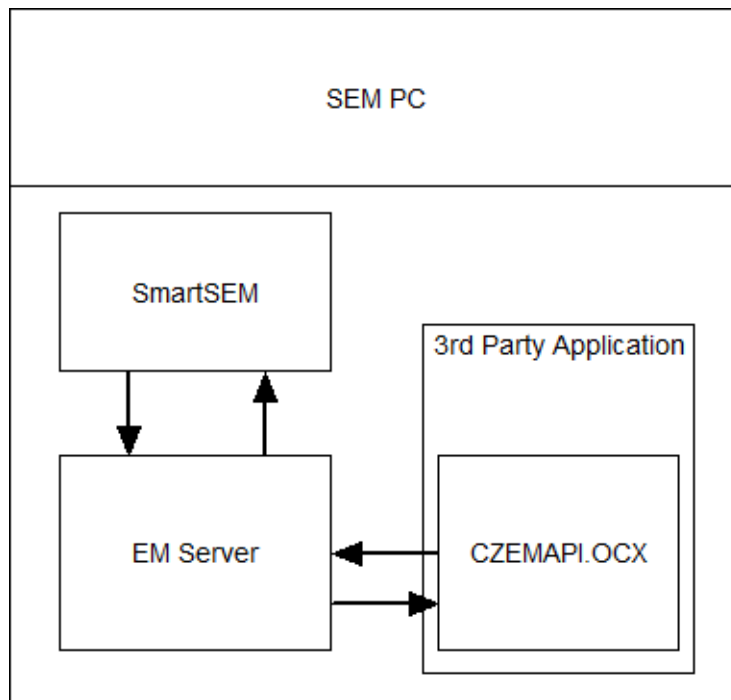 SEM PC
SmartSEM
3rd Party Application
EM Server
CZEMAPI.OCX